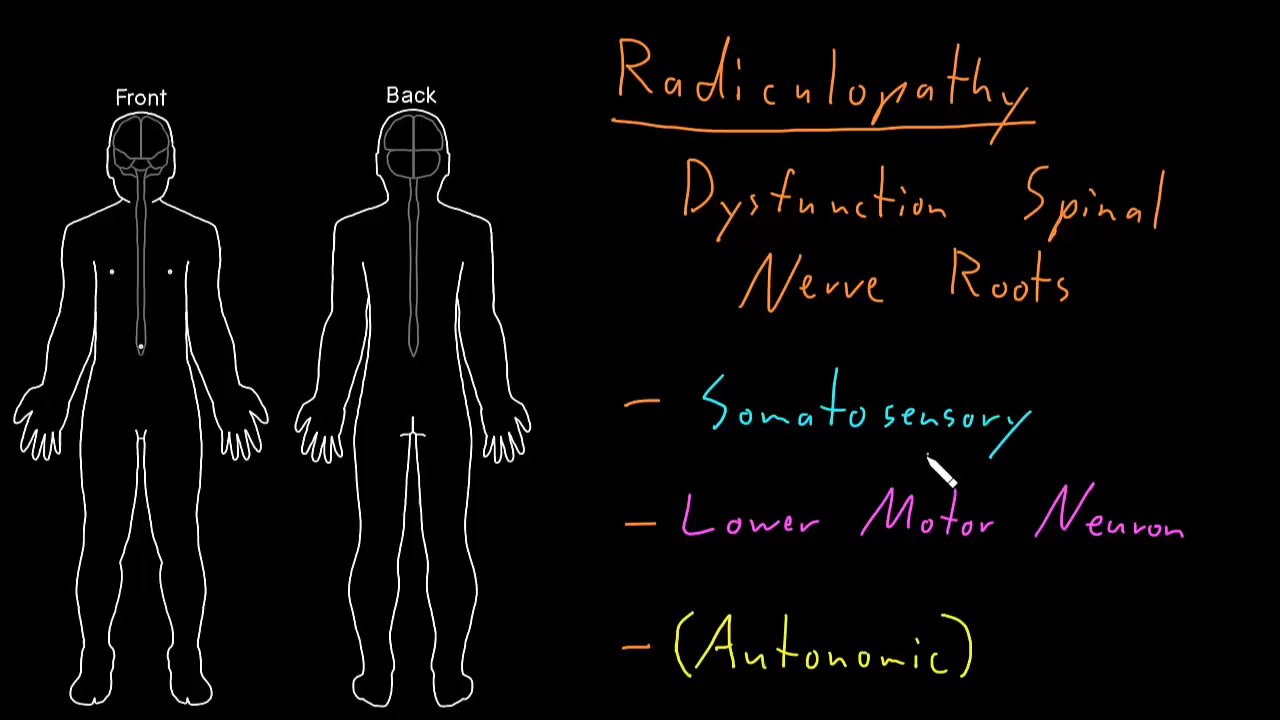 Front
Back
Radiculopathy
Dysfunction Spinal
Nerve Roots
- Somatosensory
- Lower Motor Neuron
- (Autonomic)